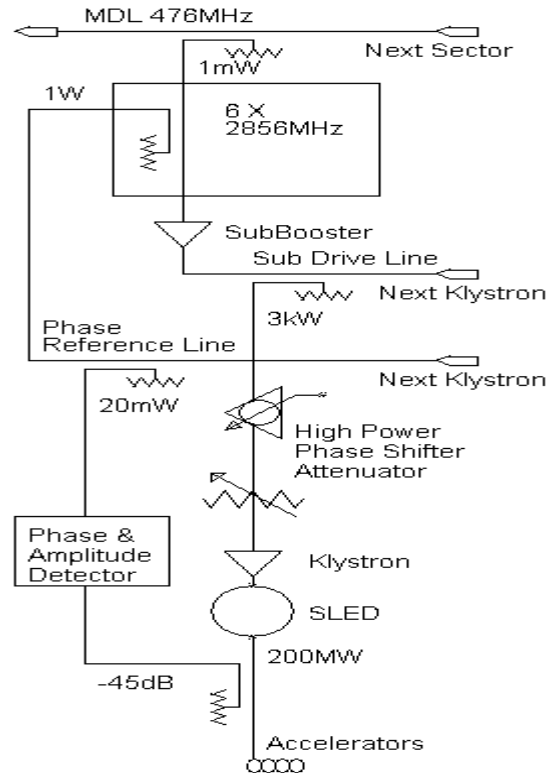 MDL 476MHz
Next Sector
1mW
1W
6 X
2856MHz
SubBooster
Sub Drive Line
Next Klystron
3kW
Phase
Reference Line
Next Klystron
20mW
High Power
Phase Shifter
Attenuator
Phase &
Amplitude
Detector
Klystron
SLED
200MW
-45dB
Accelerators